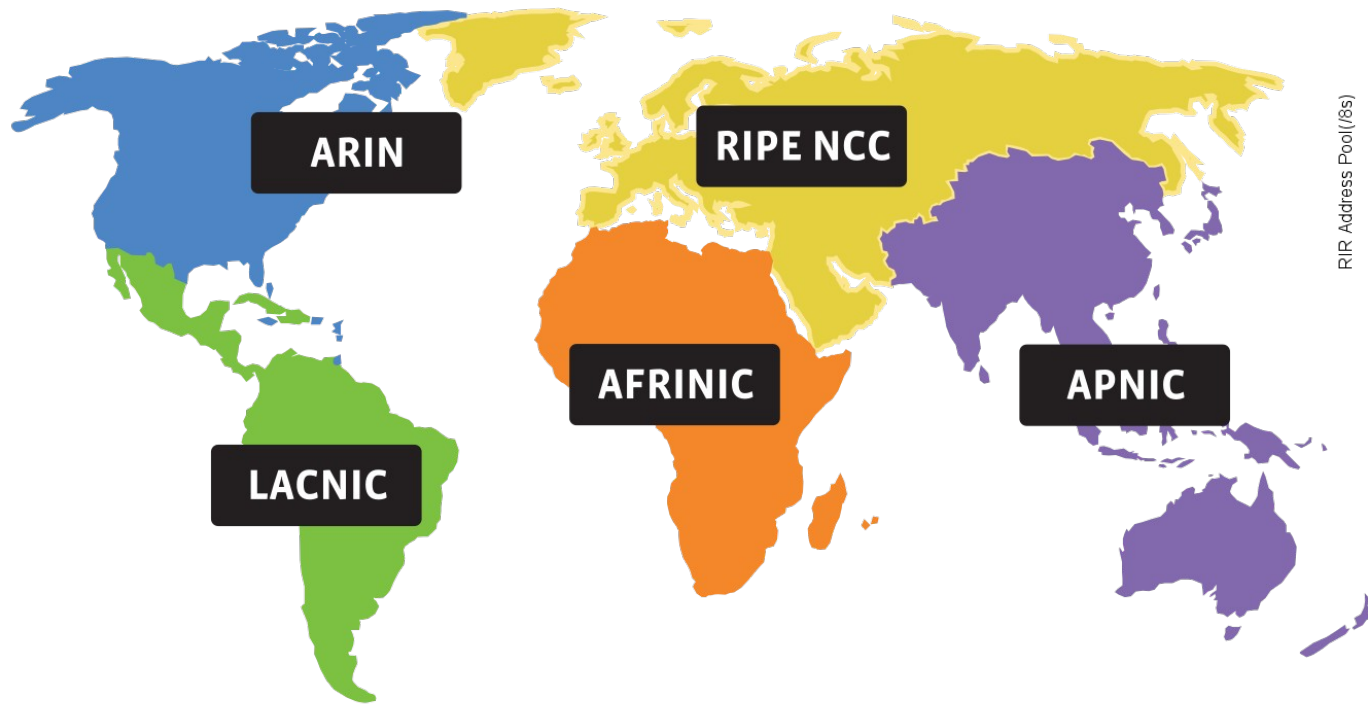 ARIN
RIPE NCC
RIR Address Pool(/8s)
AFRINIC
APNIC
LACNIC